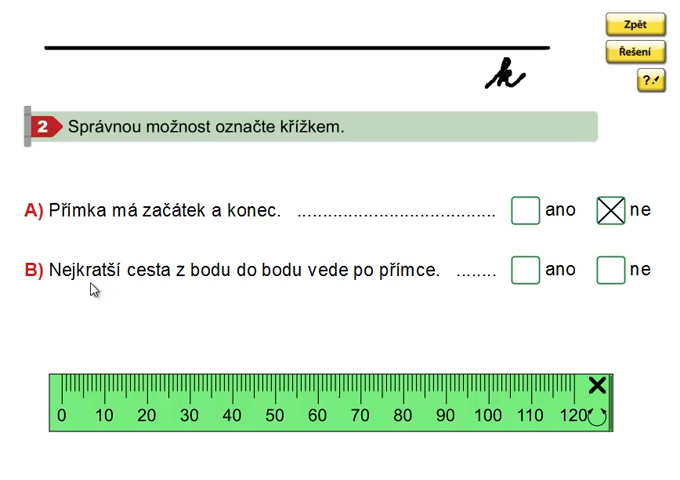 Zpět
Řešení
?
k
2 Správnou možnost označte křížkem.
A) Přímka má začátek a konec. ....................................... ano ne
B) Nejkratší cesta z bodu do bodu vede po přímce. ........ ano ne
0 10 20 30 40 50 60 70 80 90 100 110 120